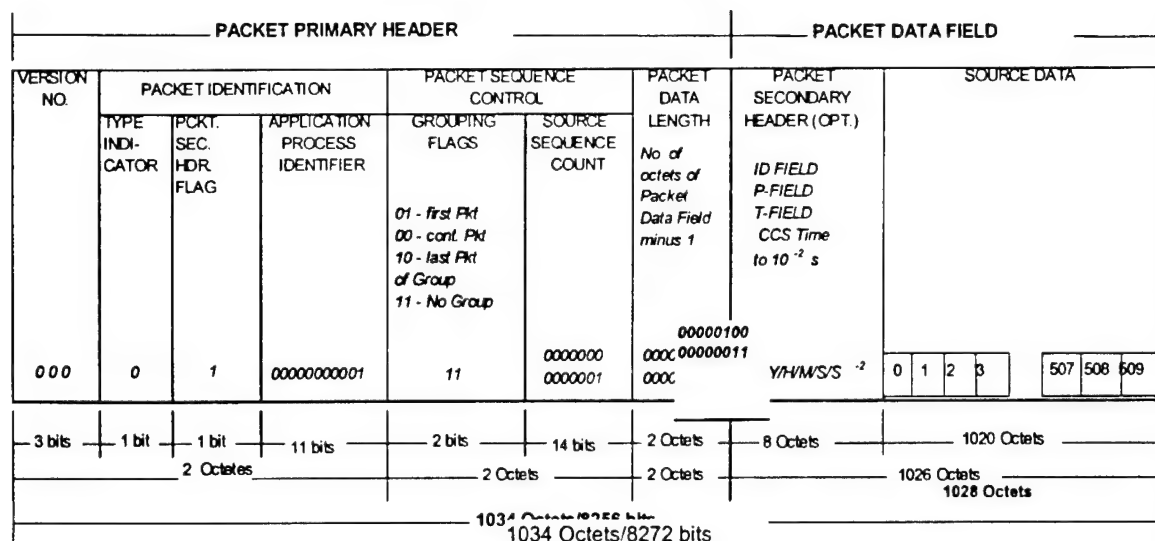 PACKET PRIMARY HEADER
PACKET DATA FIELD
VERSION NO.
PACKET IDENTIFICATION
PACKET SEQUENCE CONTROL
PACKET DATA LENGTH
PACKET SECONDARY HEADER (OPT.)
SOURCE DATA
TYPE INDI-CATOR
PCKT. SEC. HDR. FLAG
APPLICATION PROCESS IDENTIFIER
GROUPING FLAGS
SOURCE SEQUENCE COUNT
No of octets of Packet Data Field minus 1
ID FIELD
P-FIELD
T-FIELD
CCS Time
to 10 -2 s
01 - first Pkt
00 - cont. Pkt
10 - last Pkt
of Group
11 - No Group
000
0
1
00000000001
11
0000000
0000001
0000
0000
00000100
00000011
Y/H/M/S/S -2
0 1 2 3 507 508 509
3 bits 1 bit 1 bit 11 bits 2 bits 14 bits 2 Octets 8 Octets 1020 Octets
2 Octetes 2 Octets 2 Octets 1026 Octets
1028 Octets
1034 Octets/8256 bits
1034 Octets/8272 bits